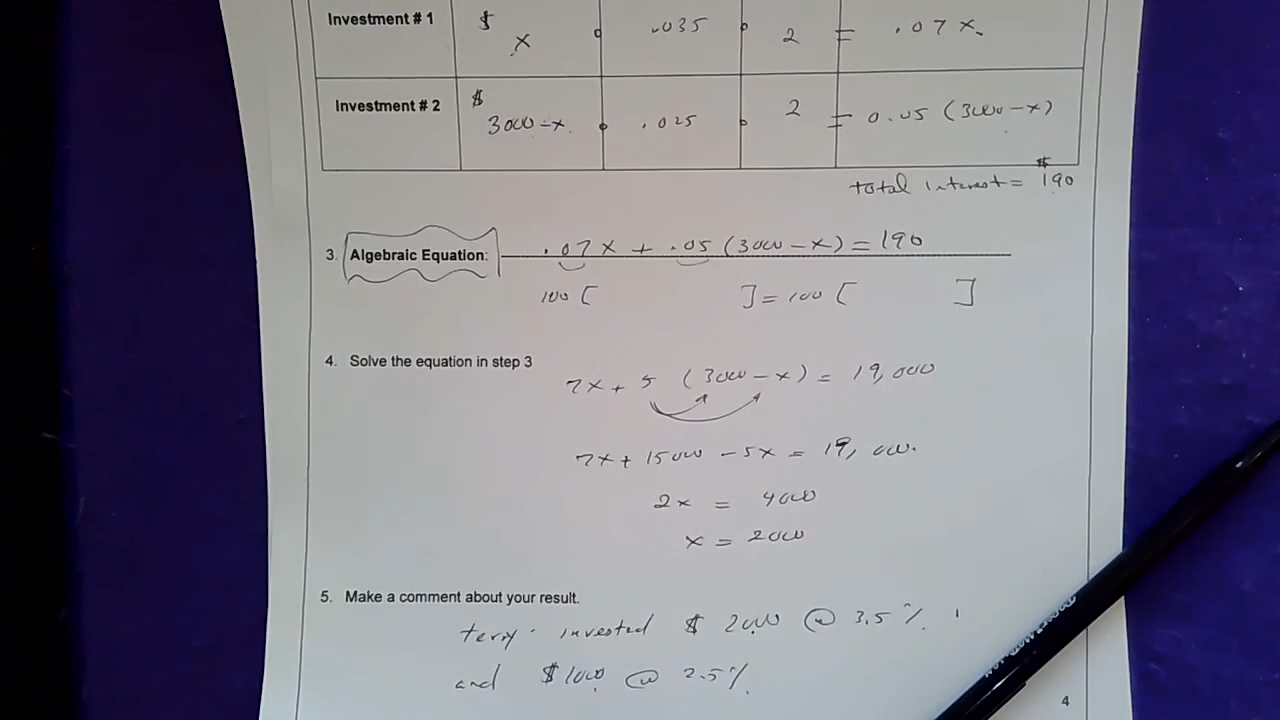 Investment # 1 $ x • .035 • 2 = .07 x
Investment # 2 $ 3000 - x • .025 • 2 = 0.05 (3000 - x)
total interest = $190
3. Algebraic Equation: .07x + .05 (3000 - x) = 190
100 [ ] = 100 [ ]
4. Solve the equation in step 3
7x + 5 (3000 - x) = 19,000
7x + 15000 - 5x = 19,000.
2x = 4000
x = 2000
5. Make a comment about your result.
terry invested $ 2000 @ 3.5 %
and $1000 @ 2.5%
4